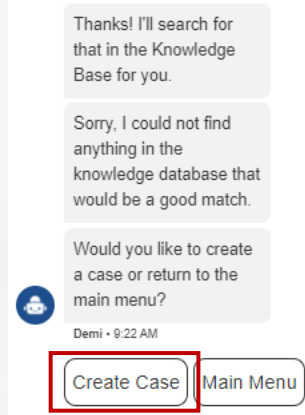 Thanks! I'll search for
that in the Knowledge
Base for you.
Sorry, I could not find
anything in the
knowledge database that
would be a good match.
Would you like to create
a case or return to the
main menu?
Demi • 9:22 AM
Create Case
Main Menu